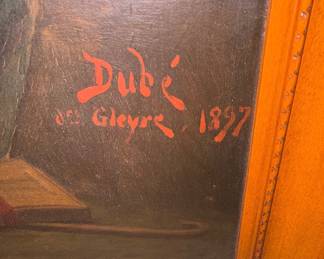 Dubé
d'ap. Gleyre, 1897